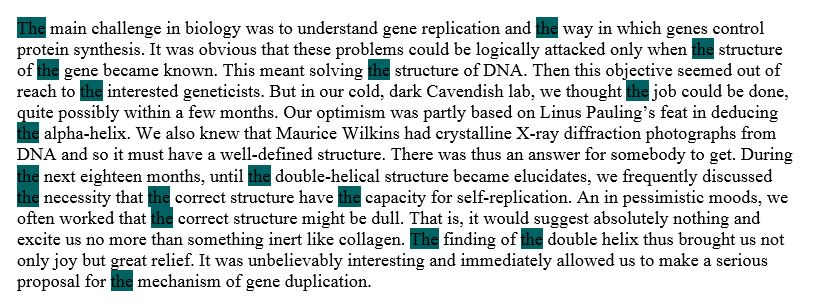 The main challenge in biology was to understand gene replication and the way in which genes control
protein synthesis. It was obvious that these problems could be logically attacked only when the structure
of the gene became known. This meant solving the structure of DNA. Then this objective seemed out of
reach to the interested geneticists. But in our cold, dark Cavendish lab, we thought the job could be done,
quite possibly within a few months. Our optimism was partly based on Linus Pauling's feat in deducing
the alpha-helix. We also knew that Maurice Wilkins had crystalline X-ray diffraction photographs from
DNA and so it must have a well-defined structure. There was thus an answer for somebody to get. During
the next eighteen months, until the double-helical structure became elucidates, we frequently discussed
the necessity that the correct structure have the capacity for self-replication. An in pessimistic moods, we
often worked that the correct structure might be dull. That is, it would suggest absolutely nothing and
excite us no more than something inert like collagen. The finding of the double helix thus brought us not
only joy but great relief. It was unbelievably interesting and immediately allowed us to make a serious
proposal for the mechanism of gene duplication.